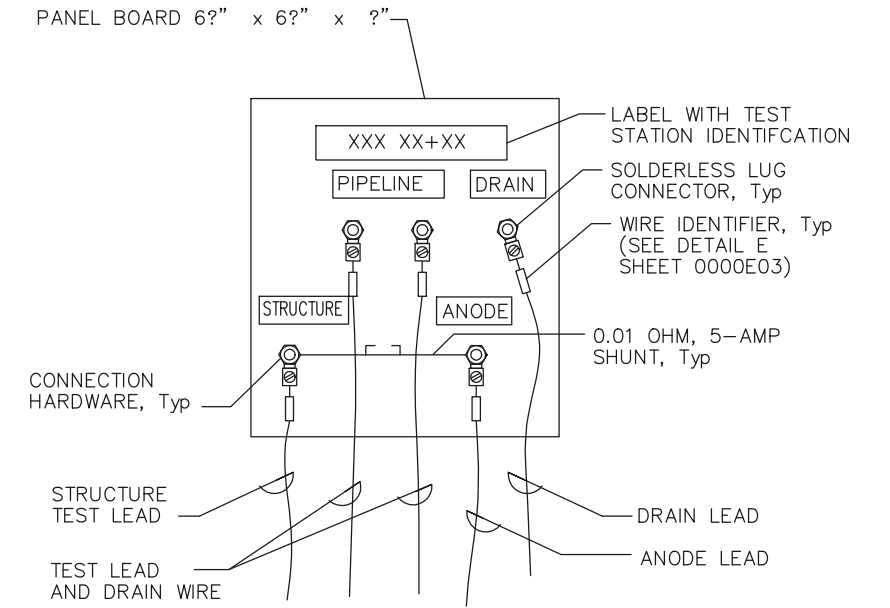 PANEL BOARD 6?" x 6?" x ?"
LABEL WITH TEST
STATION IDENTIFCATION
XXX XX+XX
PIPELINE
DRAIN
SOLDERLESS LUG
CONNECTOR, Typ
WIRE IDENTIFIER, Typ
(SEE DETAIL E
SHEET 0000E03)
STRUCTURE
ANODE
0.01 OHM, 5-AMP
SHUNT, Typ
CONNECTION
HARDWARE, Typ
STRUCTURE
TEST LEAD
DRAIN LEAD
ANODE LEAD
TEST LEAD
AND DRAIN WIRE